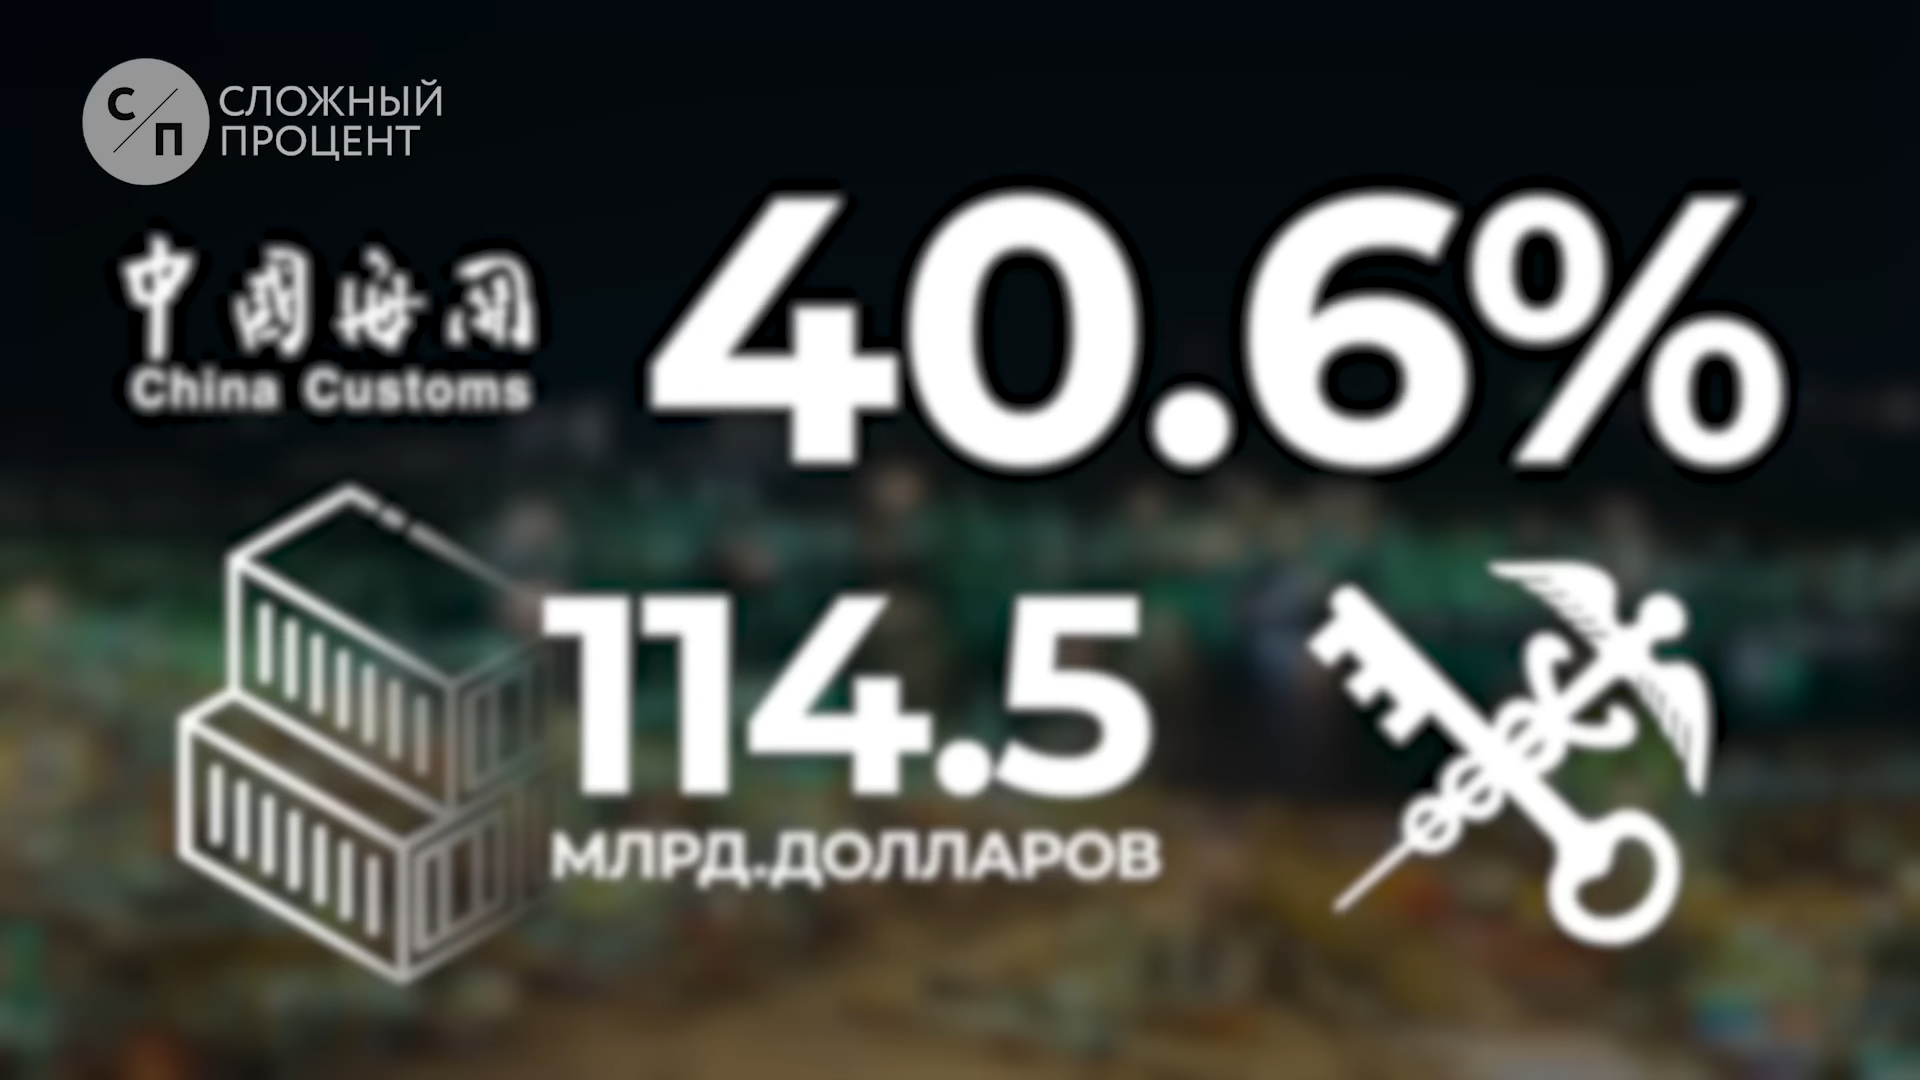 С/П
СЛОЖНЫЙ
ПРОЦЕНТ
中国海关
China Customs
40.6%
114.5
МЛРД.ДОЛЛАРОВ